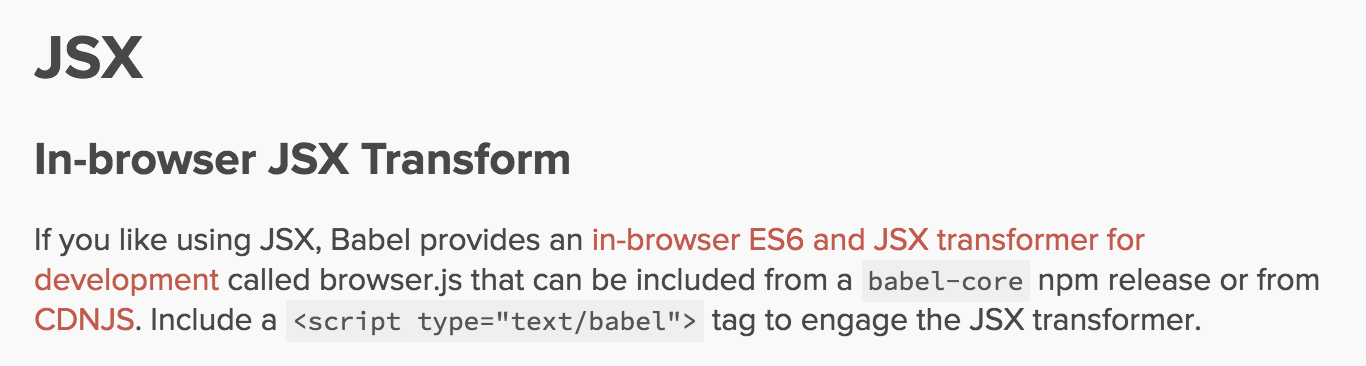 JSX
In-browser JSX Transform
If you like using JSX, Babel provides an in-browser ES6 and JSX transformer for
development called browser.js that can be included from a babel-core npm release or from
CDNJS. Include a <script type="text/babel"> tag to engage the JSX transformer.